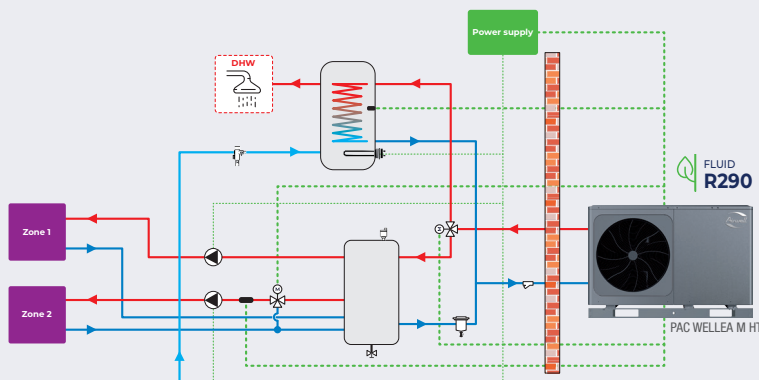 Power supply
DHW
FLUID
R290
Zone 1
M
Zone 2
PAC WELLEA M HT